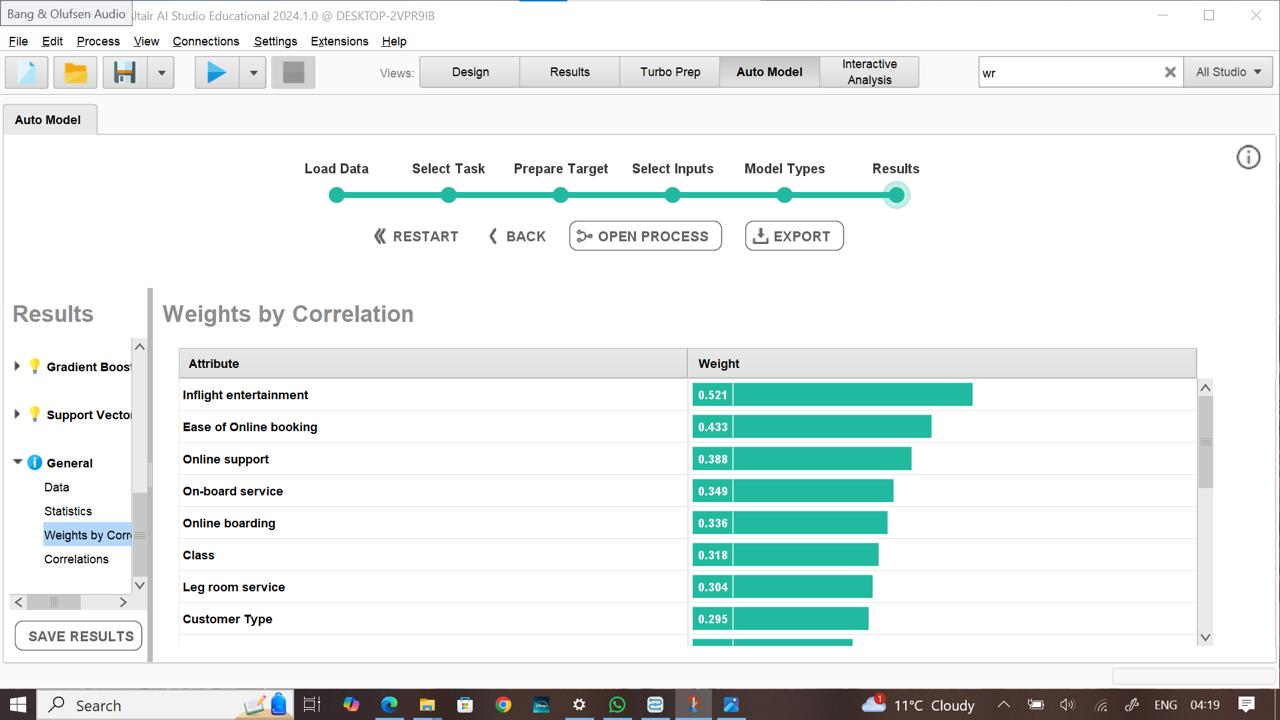 Bang & Olufsen Audio
ltair AI Studio Educational 2024.1.0 @ DESKTOP-2VPR9IB
File Edit Process View Connections Settings Extensions Help
Views: Design Results Turbo Prep Auto Model Interactive Analysis wr All Studio
Auto Model
Load Data Select Task Prepare Target Select Inputs Model Types Results
RESTART BACK OPEN PROCESS EXPORT
Results
Gradient Boost
Support Vecto
General
Data
Statistics
Weights by Corr
Correlations
SAVE RESULTS
Weights by Correlation
Attribute Weight
Inflight entertainment 0.521
Ease of Online booking 0.433
Online support 0.388
On-board service 0.349
Online boarding 0.336
Class 0.318
Leg room service 0.304
Customer Type 0.295
Search 1 11°C Cloudy ENG 04:19